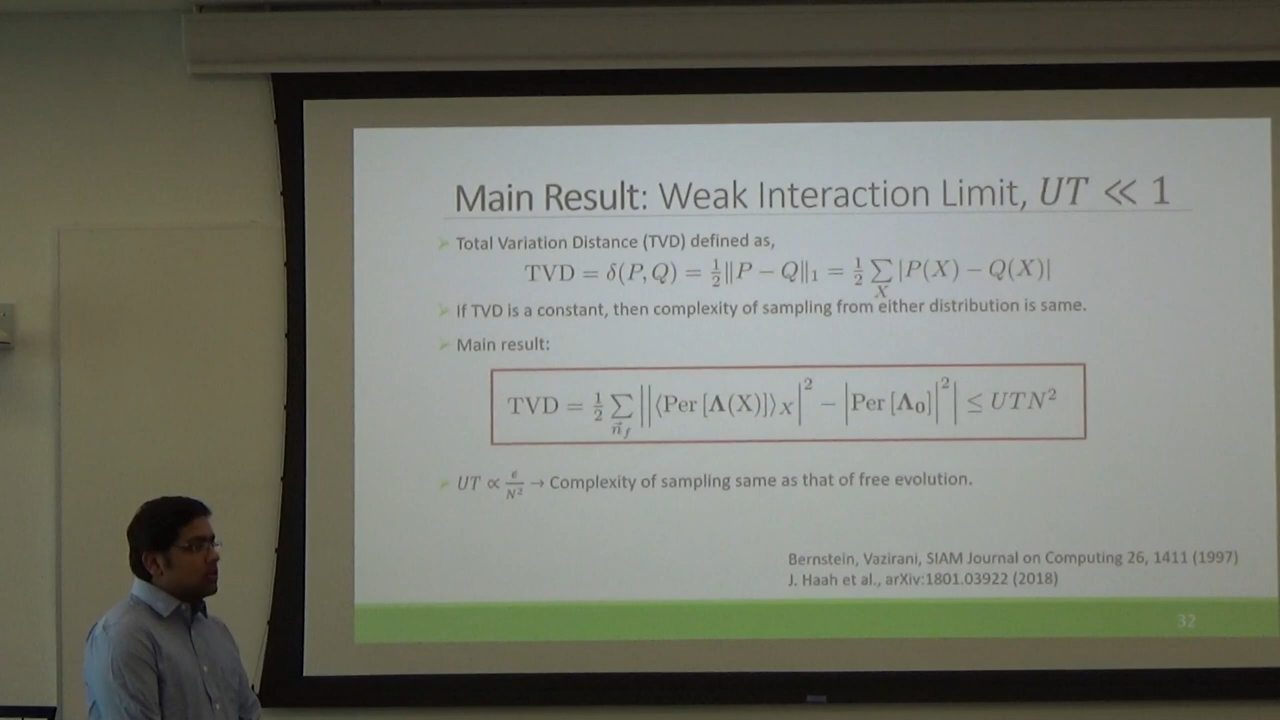 Main Result: Weak Interaction Limit, UT ≪ 1
➢ Total Variation Distance (TVD) defined as,
TVD = δ(P, Q) = ½‖P − Q‖₁ = ½ ∑_X |P(X) − Q(X)|
➢ If TVD is a constant, then complexity of sampling from either distribution is same.
➢ Main result:
TVD = ½ ∑_{n⃗_f} ||⟨Per [Λ(X)]⟩_X|² − |Per [Λ₀]|²| ≤ UTN²
➢ UT ∝ ϵ/N² → Complexity of sampling same as that of free evolution.
Bernstein, Vazirani, SIAM Journal on Computing 26, 1411 (1997)
J. Haah et al., arXiv:1801.03922 (2018)
32